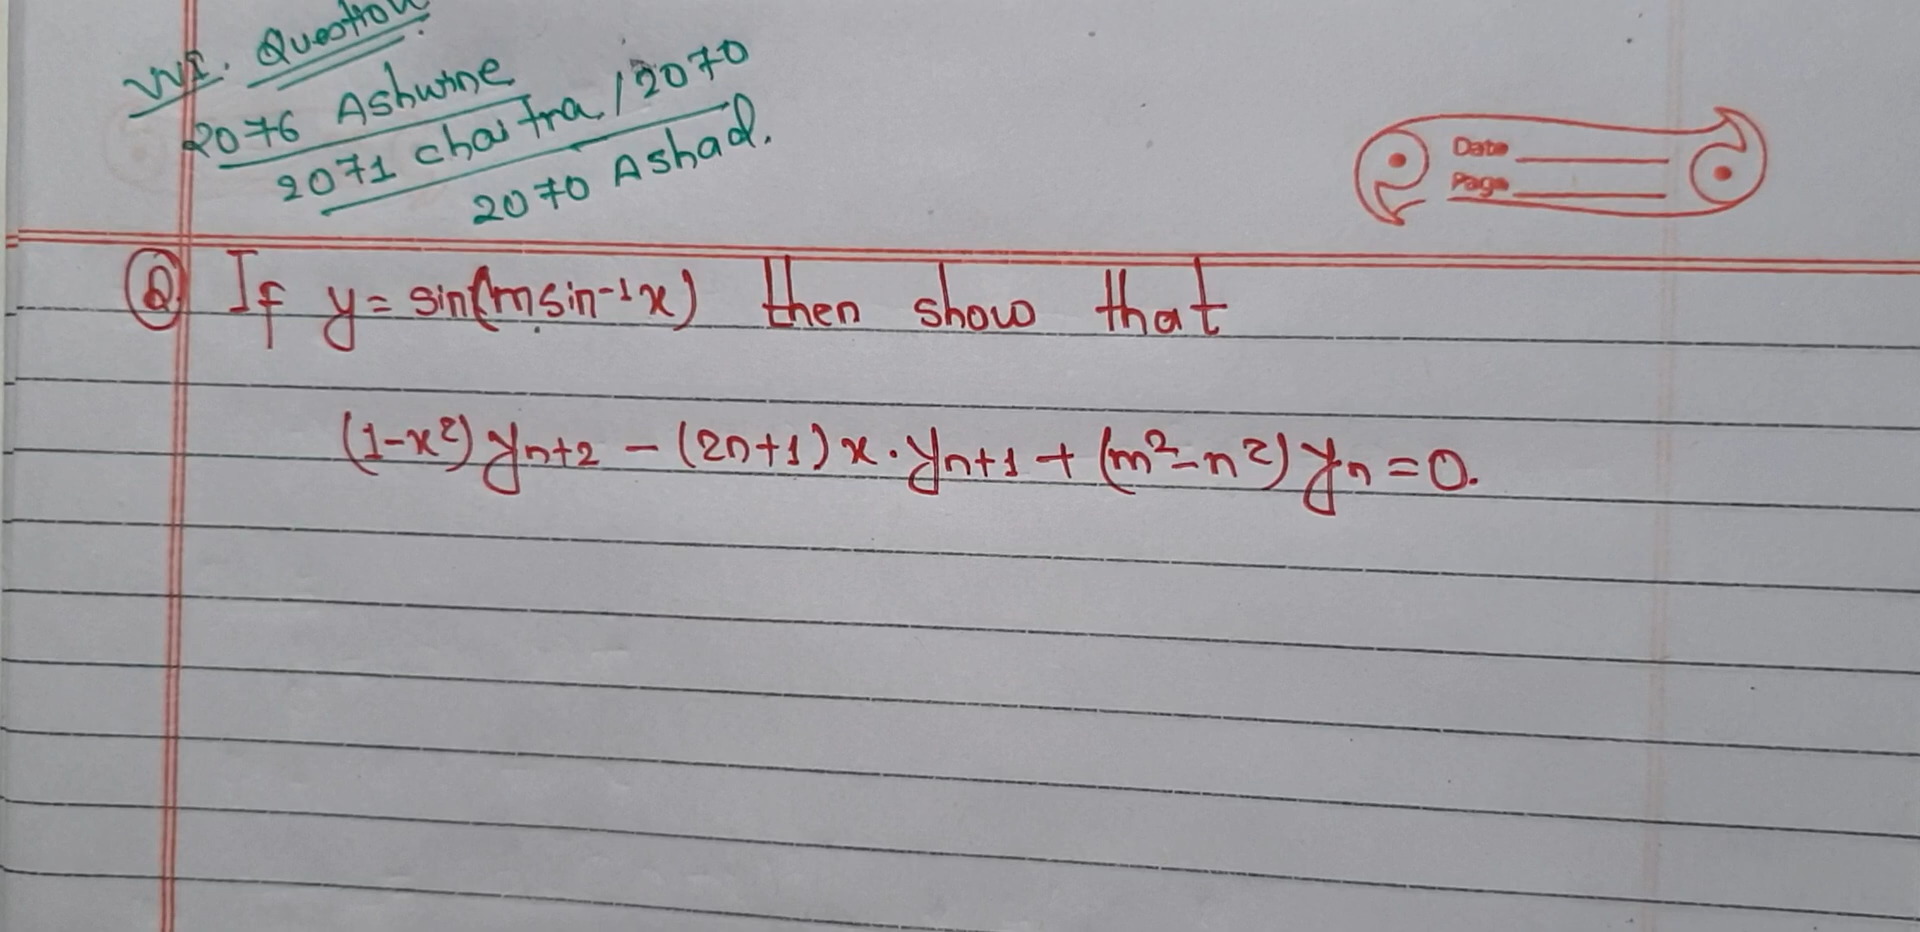 VVI. Question
2076 Ashwine
2071 chaitra / 2070
2070 Ashad.
Date
Page
Q If y = sin(m sin⁻¹x) then show that
(1-x²) yₙ₊₂ - (2n+1) x · yₙ₊₁ + (m²-n²) yₙ = 0.